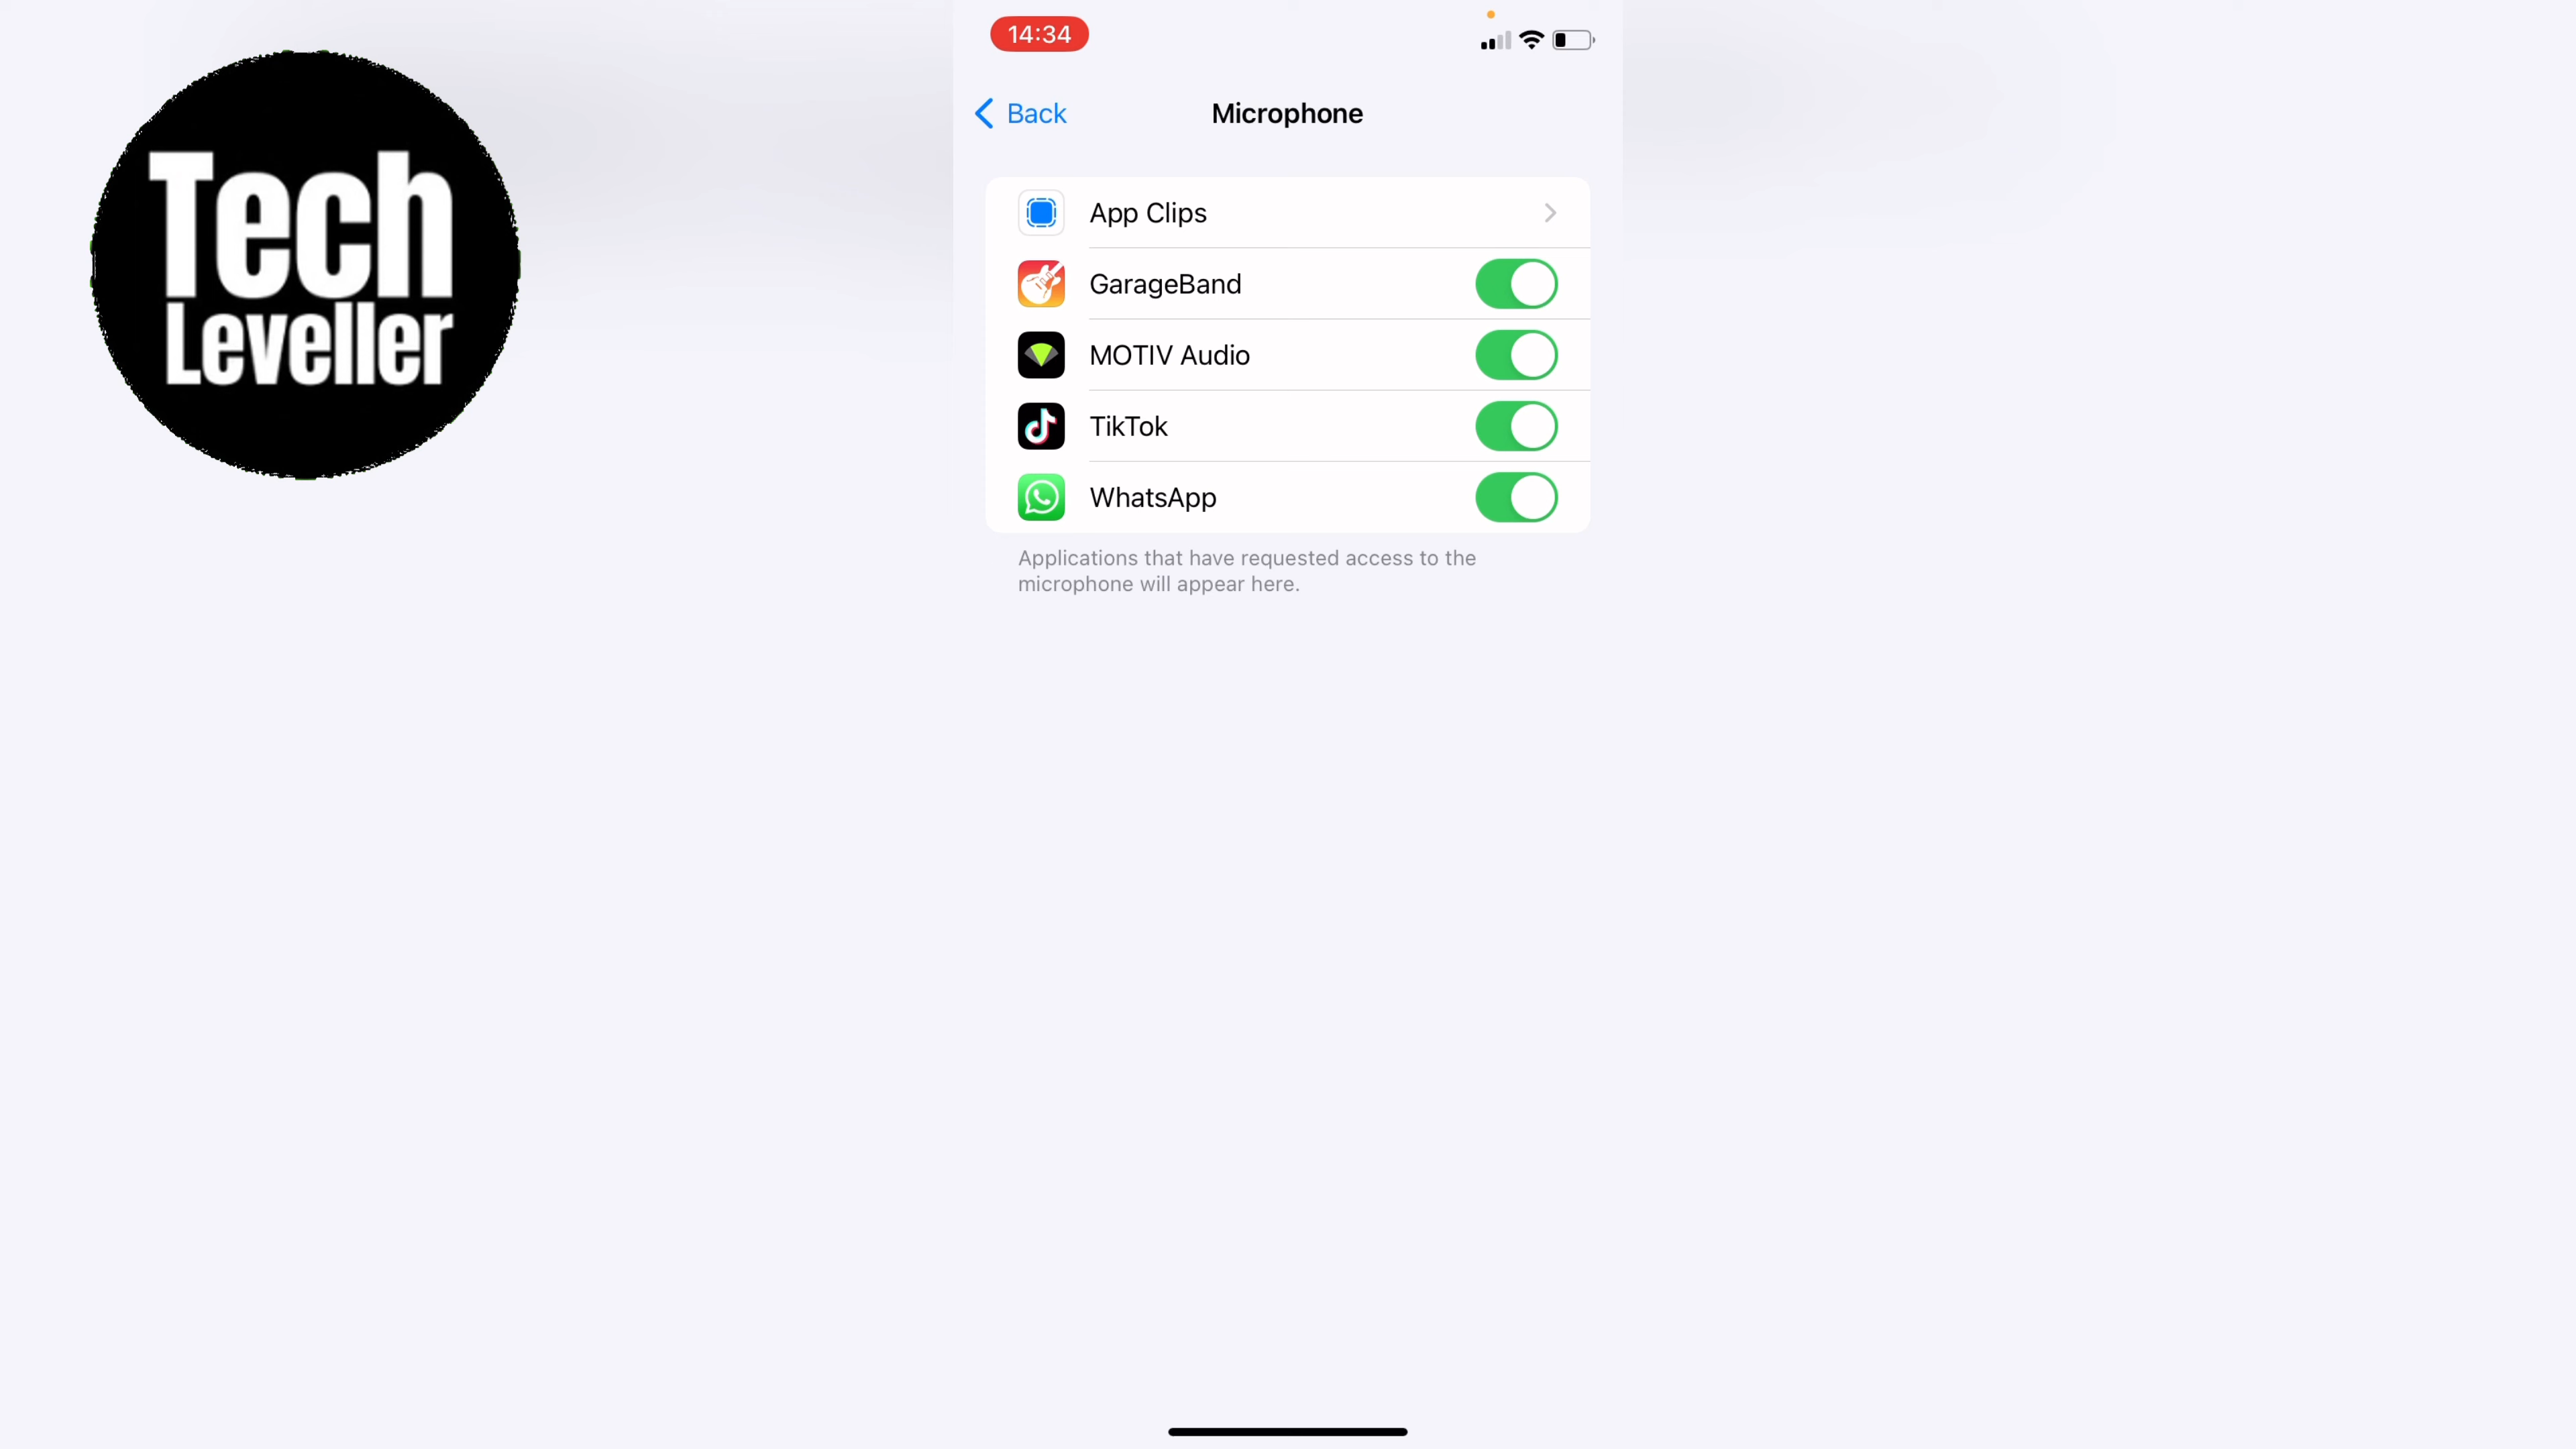 Tech
Leveller
14:34
Back
Microphone
App Clips
GarageBand
MOTIV Audio
TikTok
WhatsApp
Applications that have requested access to the
microphone will appear here.